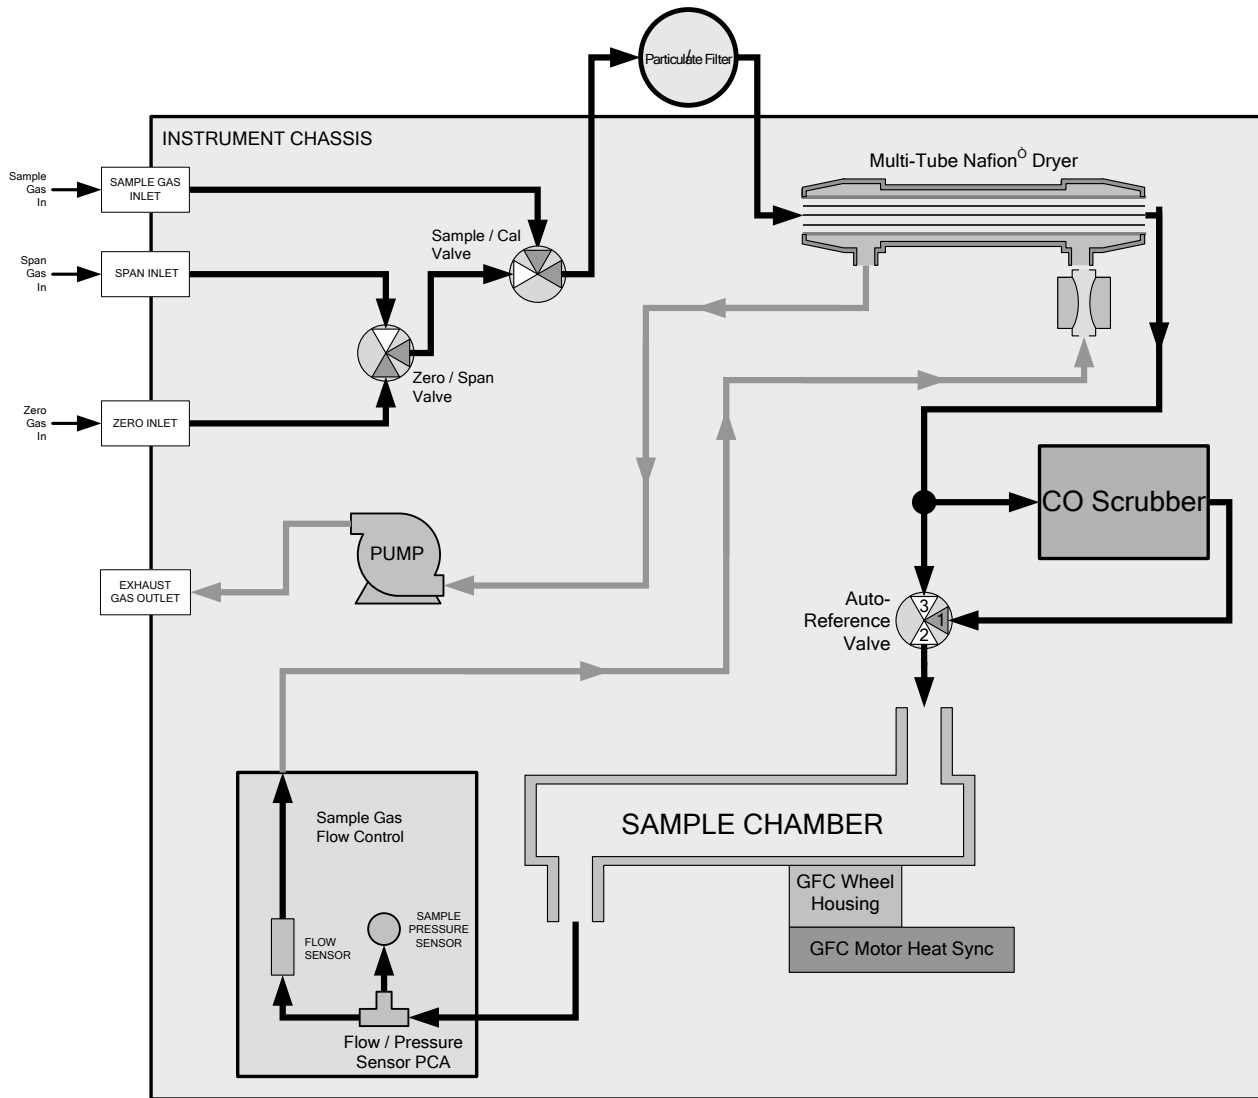 Particulate Filter
INSTRUMENT CHASSIS
Multi-Tube NafionÒ Dryer
Sample
Gas
In
SAMPLE GAS
INLET
Sample / Cal
Valve
Span
Gas
In
SPAN INLET
Zero / Span
Valve
Zero
Gas
In
ZERO INLET
CO Scrubber
PUMP
EXHAUST
GAS OUTLET
Auto-
Reference
Valve
3
1
2
Sample Gas
Flow Control
SAMPLE CHAMBER
GFC Wheel
Housing
GFC Motor Heat Sync
SAMPLE
PRESSURE
SENSOR
FLOW
SENSOR
Flow / Pressure
Sensor PCA